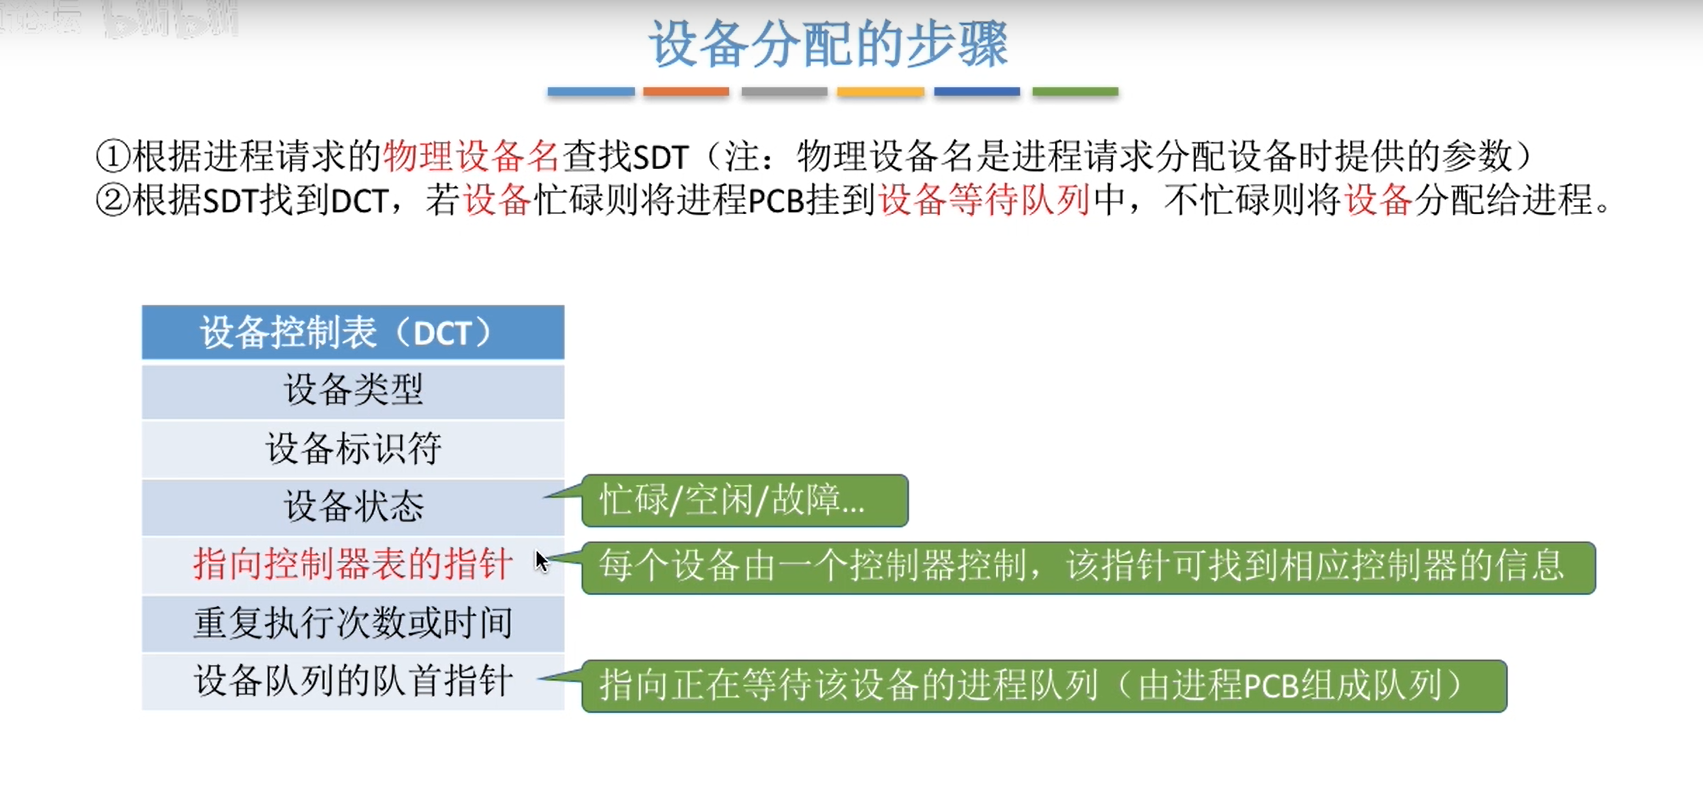 设备分配的步骤
①根据进程请求的物理设备名查找SDT（注：物理设备名是进程请求分配设备时提供的参数）
②根据SDT找到DCT，若设备忙碌则将进程PCB挂到设备等待队列中，不忙碌则将设备分配给进程。
设备控制表（DCT）
设备类型
设备标识符
设备状态
忙碌/空闲/故障...
指向控制器表的指针
每个设备由一个控制器控制，该指针可找到相应控制器的信息
重复执行次数或时间
设备队列的队首指针
指向正在等待该设备的进程队列（由进程PCB组成队列）